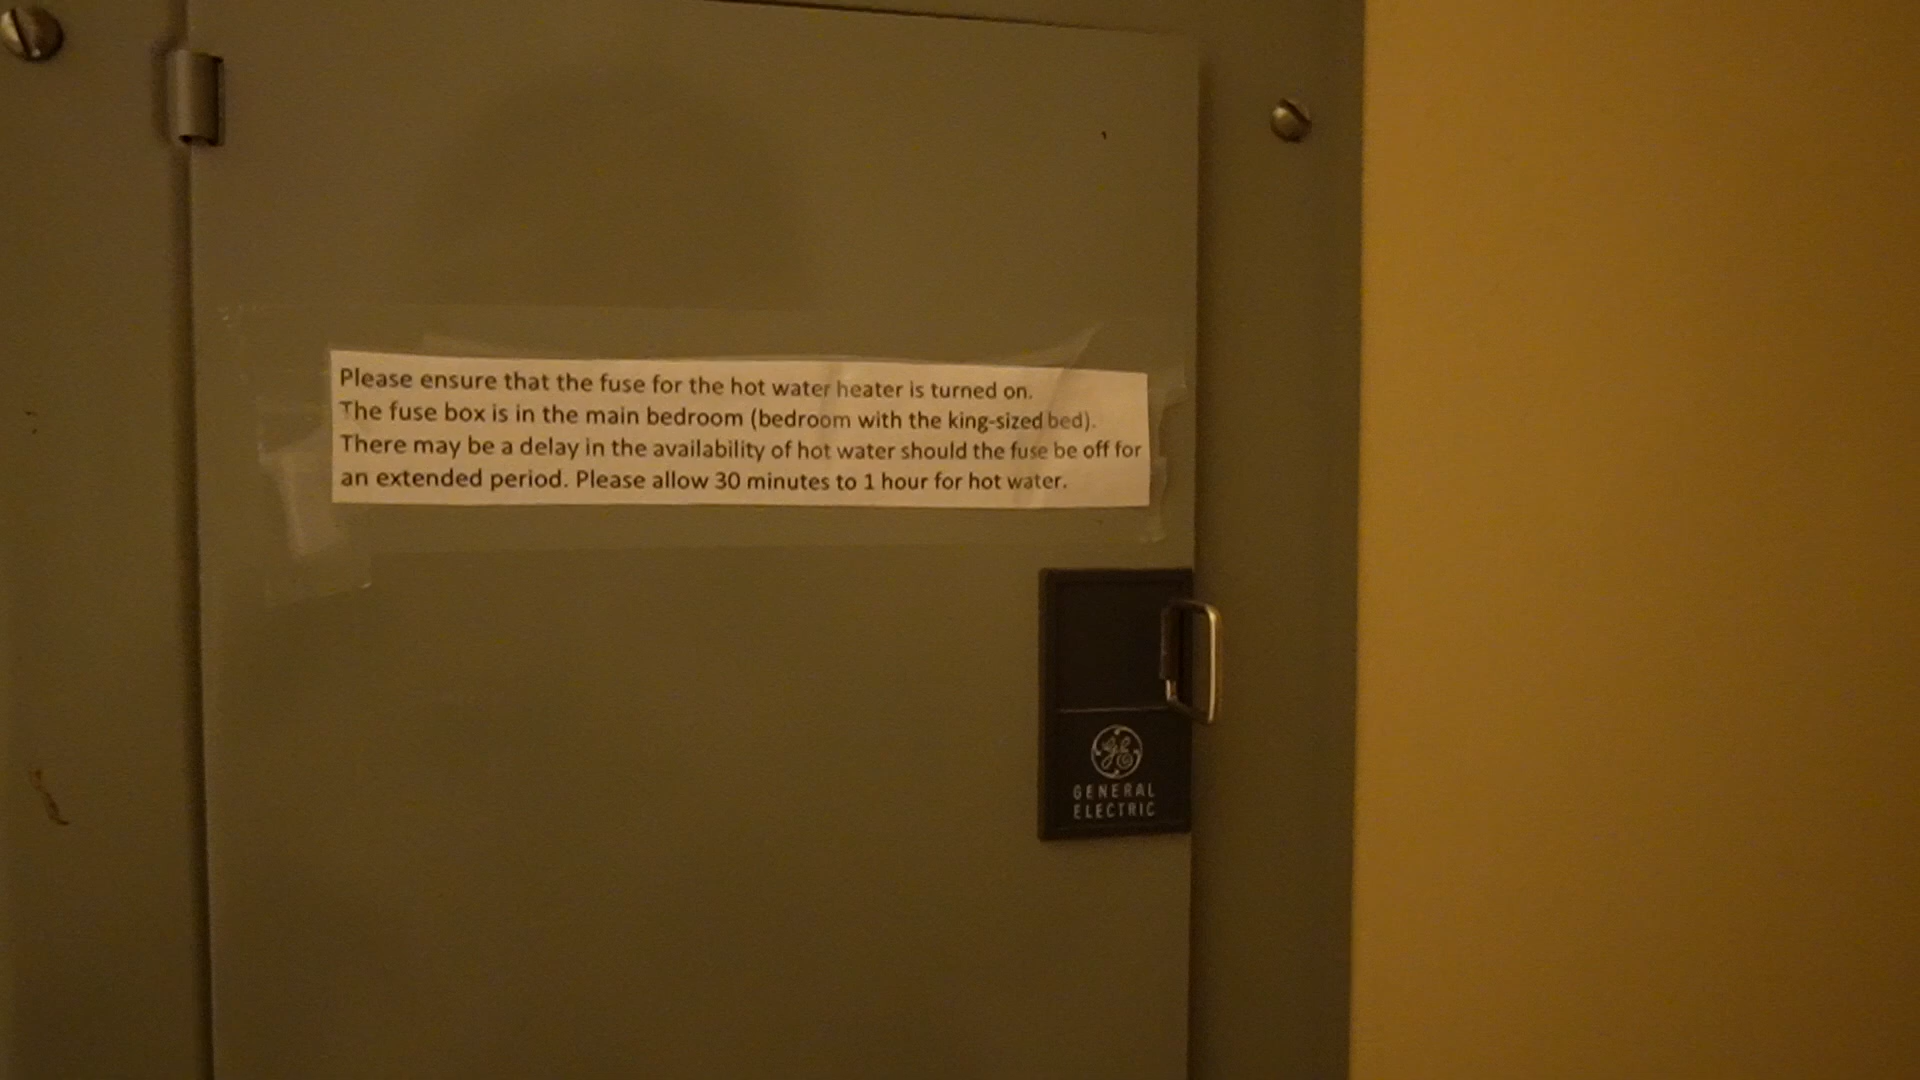 Please ensure that the fuse for the hot water heater is turned on.
The fuse box is in the main bedroom (bedroom with the king-sized bed).
There may be a delay in the availability of hot water should the fuse be off for
an extended period. Please allow 30 minutes to 1 hour for hot water.
GE
GENERAL
ELECTRIC